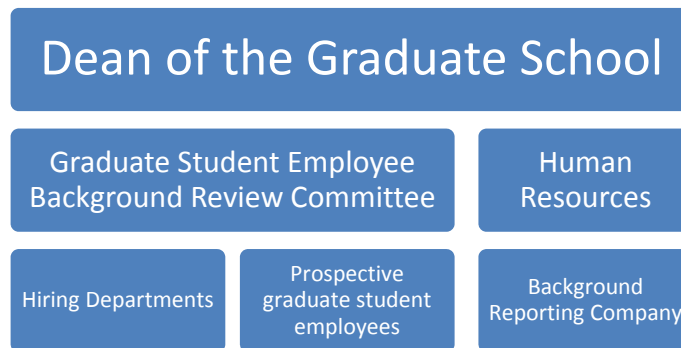 Dean of the Graduate School
Graduate Student Employee
Background Review Committee
Human
Resources
Hiring Departments
Prospective
graduate student
employees
Background
Reporting Company